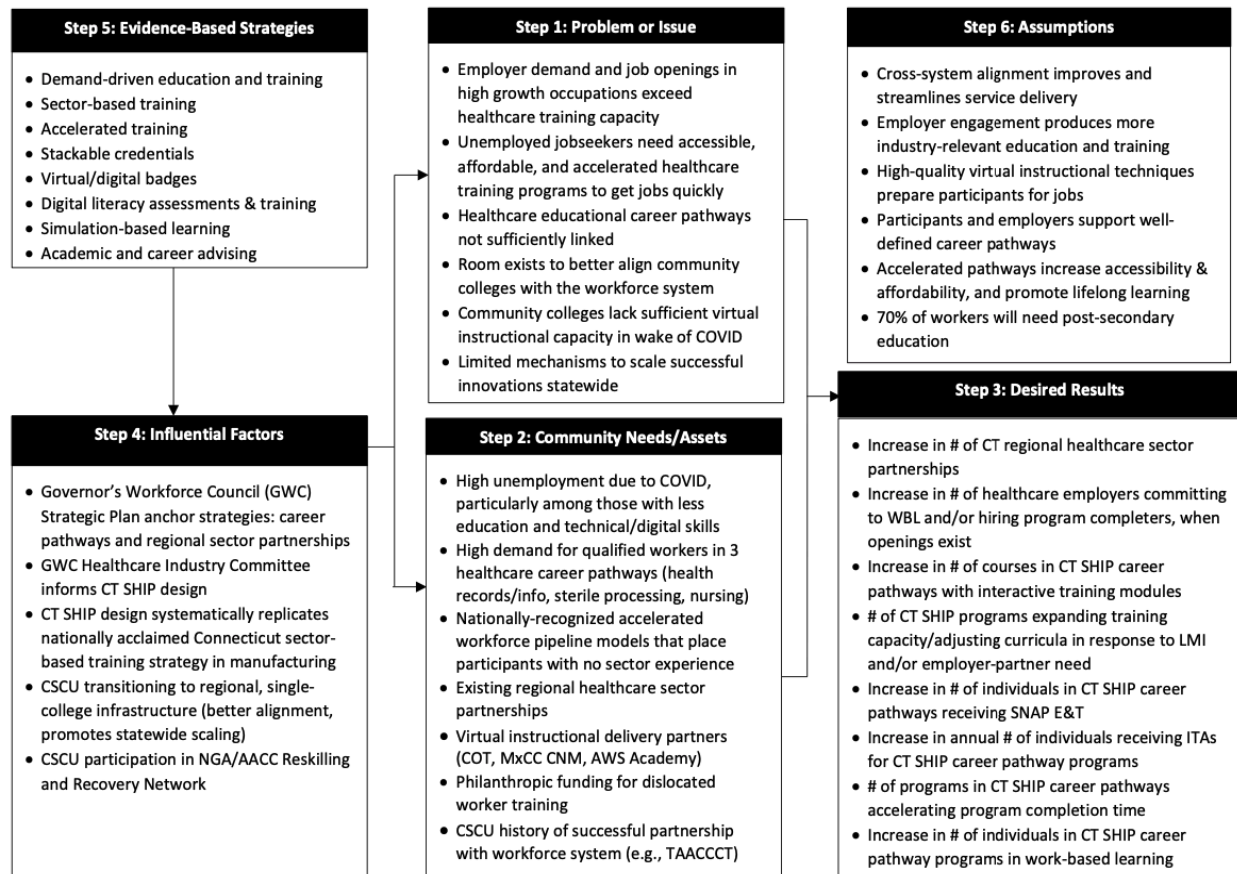 Step 5: Evidence-Based Strategies
• Demand-driven education and training
• Sector-based training
• Accelerated training
• Stackable credentials
• Virtual/digital badges
• Digital literacy assessments & training
• Simulation-based learning
• Academic and career advising
Step 4: Influential Factors
• Governor's Workforce Council (GWC)
Strategic Plan anchor strategies: career
pathways and regional sector partnerships
• GWC Healthcare Industry Committee
informs CT SHIP design
• CT SHIP design systematically replicates
nationally acclaimed Connecticut sector-
based training strategy in manufacturing
• CSCU transitioning to regional, single-
college infrastructure (better alignment,
promotes statewide scaling)
• CSCU participation in NGA/AACC Reskilling
and Recovery Network
Step 1: Problem or Issue
• Employer demand and job openings in
high growth occupations exceed
healthcare training capacity
• Unemployed jobseekers need accessible,
affordable, and accelerated healthcare
training programs to get jobs quickly
• Healthcare educational career pathways
not sufficiently linked
• Room exists to better align community
colleges with the workforce system
• Community colleges lack sufficient virtual
instructional capacity in wake of COVID
• Limited mechanisms to scale successful
innovations statewide
Step 2: Community Needs/Assets
• High unemployment due to COVID,
particularly among those with less
education and technical/digital skills
• High demand for qualified workers in 3
healthcare career pathways (health
records/info, sterile processing, nursing)
• Nationally-recognized accelerated
workforce pipeline models that place
participants with no sector experience
• Existing regional healthcare sector
partnerships
• Virtual instructional delivery partners
(COT, MxCC CNM, AWS Academy)
• Philanthropic funding for dislocated
worker training
• CSCU history of successful partnership
with workforce system (e.g., TAACCCT)
Step 6: Assumptions
• Cross-system alignment improves and
streamlines service delivery
• Employer engagement produces more
industry-relevant education and training
• High-quality virtual instructional techniques
prepare participants for jobs
• Participants and employers support well-
defined career pathways
• Accelerated pathways increase accessibility &
affordability, and promote lifelong learning
• 70% of workers will need post-secondary
education
Step 3: Desired Results
• Increase in # of CT regional healthcare sector
partnerships
• Increase in # of healthcare employers committing
to WBL and/or hiring program completers, when
openings exist
• Increase in # of courses in CT SHIP career
pathways with interactive training modules
• # of CT SHIP programs expanding training
capacity/adjusting curricula in response to LMI
and/or employer-partner need
• Increase in # of individuals in CT SHIP career
pathways receiving SNAP E&T
• Increase in annual # of individuals receiving ITAs
for CT SHIP career pathway programs
• # of programs in CT SHIP career pathways
accelerating program completion time
• Increase in # of individuals in CT SHIP career
pathway programs in work-based learning